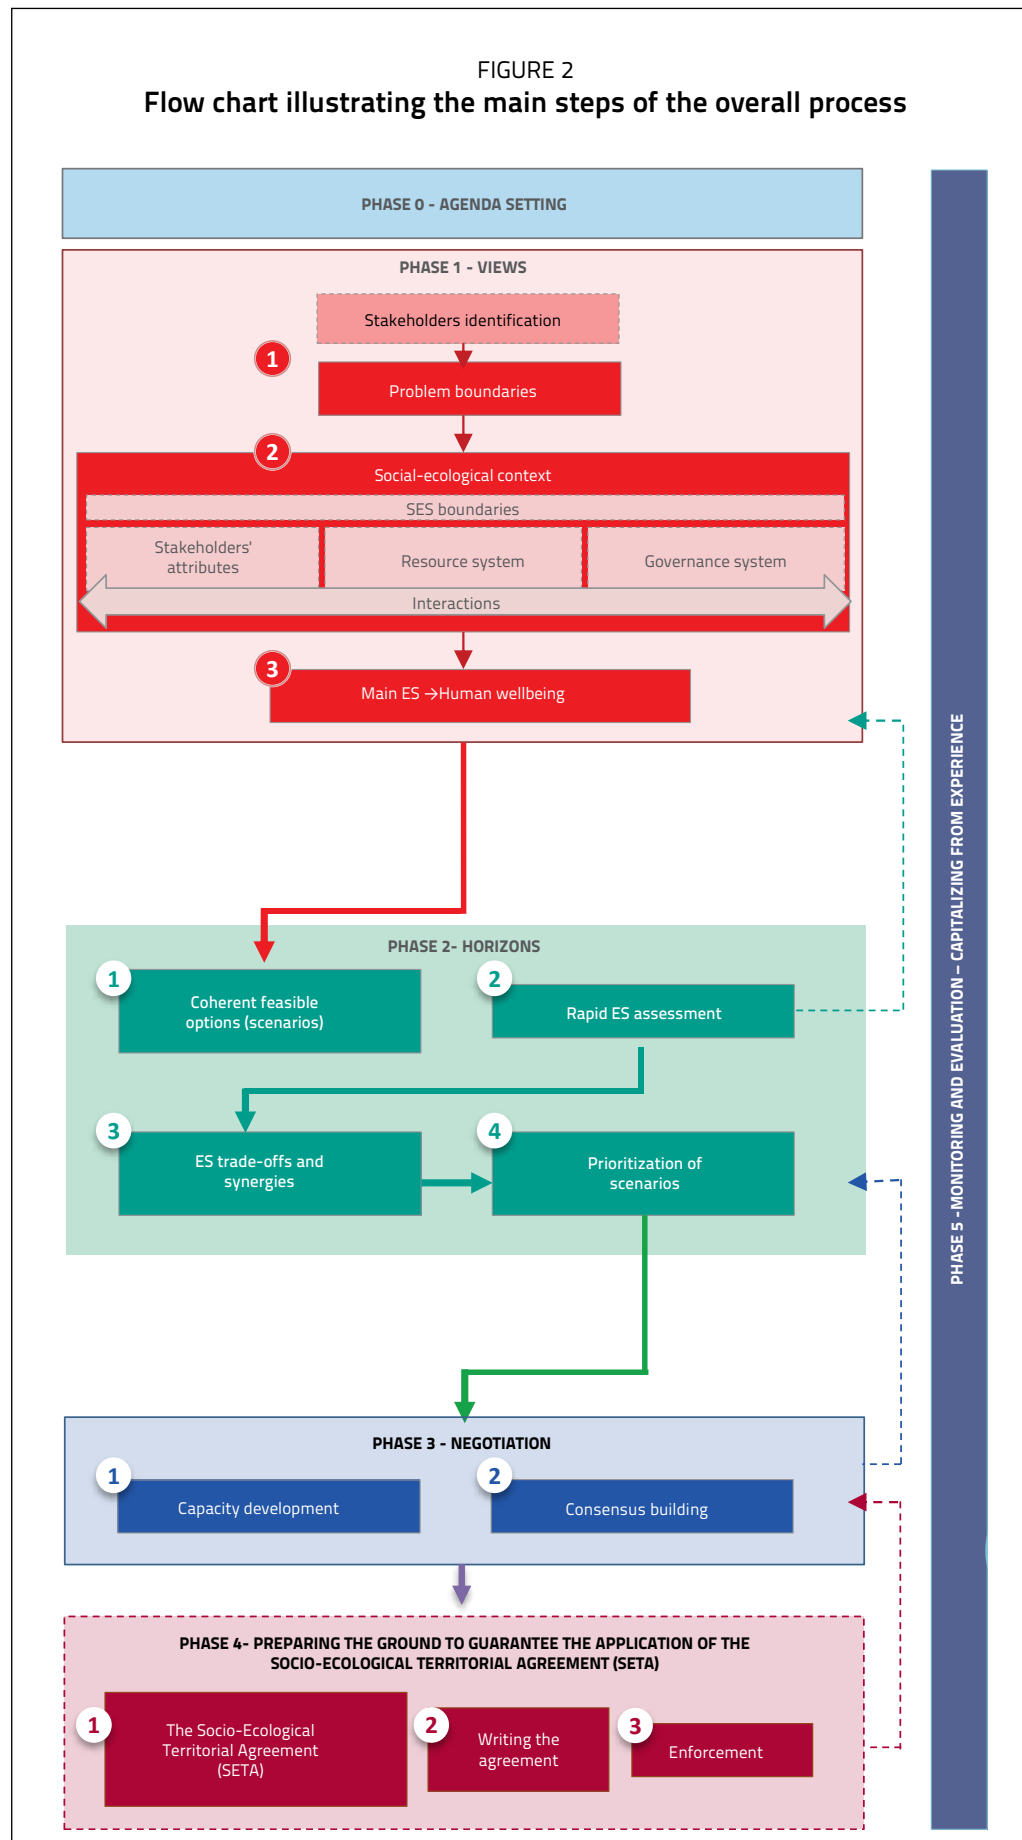 FIGURE 2
Flow chart illustrating the main steps of the overall process
PHASE 0 - AGENDA SETTING
PHASE 1 - VIEWS
Stakeholders identification
1
Problem boundaries
2
Social-ecological context
SES boundaries
Stakeholders'
attributes
Resource system
Governance system
Interactions
3
Main ES →Human wellbeing
PHASE 2- HORIZONS
1
Coherent feasible
options (scenarios)
2
Rapid ES assessment
3
ES trade-offs and
synergies
4
Prioritization of
scenarios
PHASE 3 - NEGOTIATION
1
Capacity development
2
Consensus building
PHASE 4- PREPARING THE GROUND TO GUARANTEE THE APPLICATION OF THE
SOCIO-ECOLOGICAL TERRITORIAL AGREEMENT (SETA)
1
The Socio-Ecological
Territorial Agreement
(SETA)
2
Writing the
agreement
3
Enforcement
PHASE 5 -MONITORING AND EVALUATION – CAPITALIZING FROM EXPERIENCE